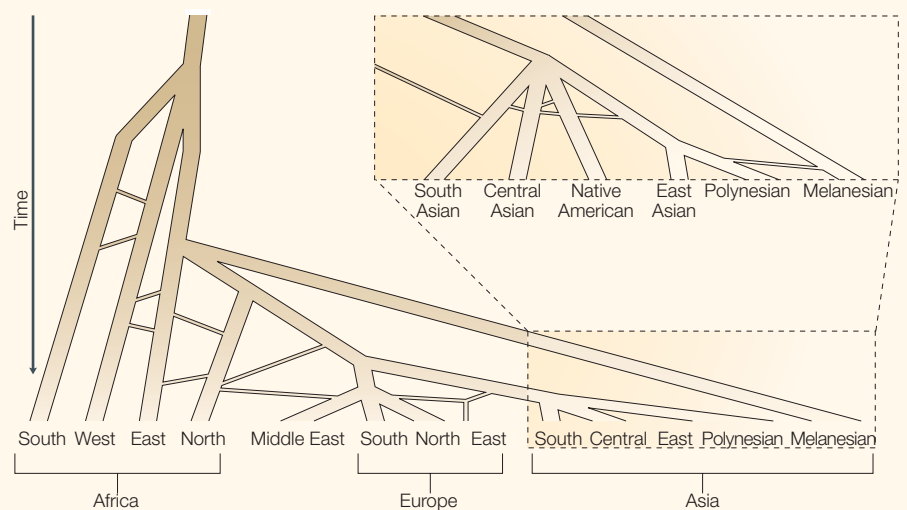 Time
South Asian
Central Asian
Native American
East Asian
Polynesian
Melanesian
South West East North Middle East South North East South Central East Polynesian Melanesian
Africa Europe Asia